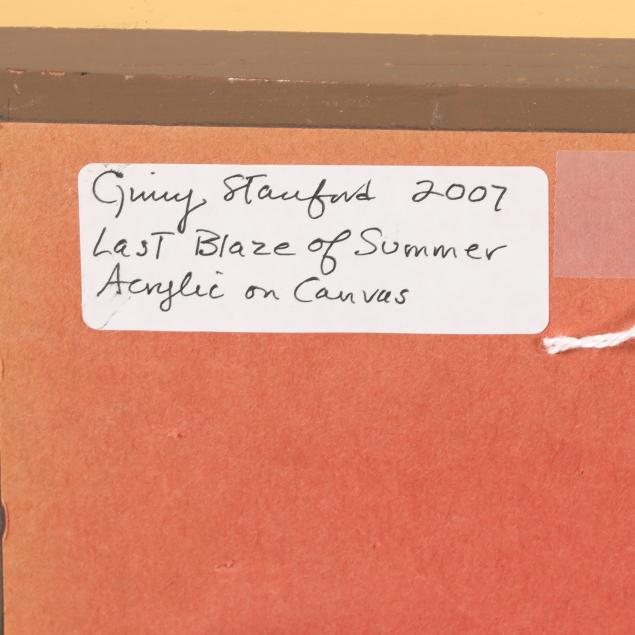 Ginny Stanford 2007
Last Blaze of Summer
Acrylic on Canvas